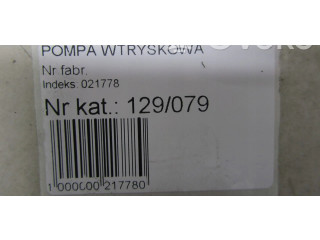 POMPA WTRYSKOWA
Nr fabr.
Indeks: 021778
Nr kat.: 129/079
1 000000 217780